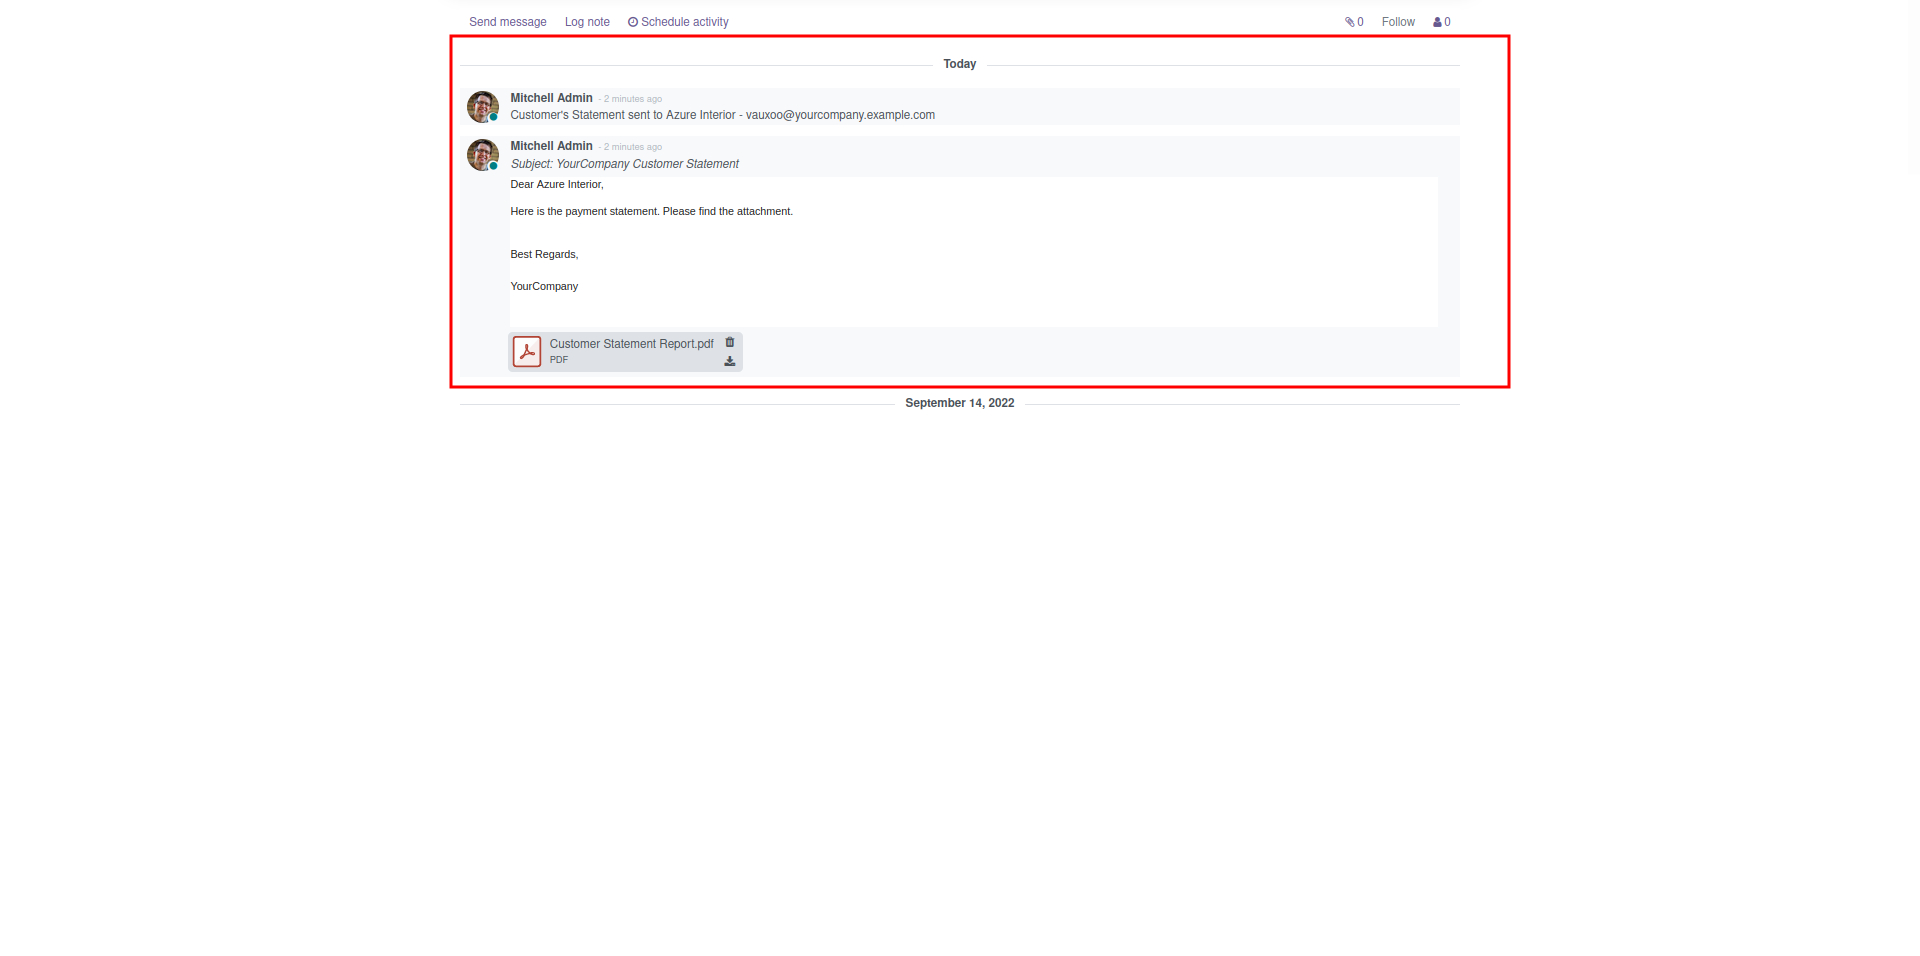 Send message Log note Schedule activity 0 Follow 0
Today
Mitchell Admin - 2 minutes ago
Customer's Statement sent to Azure Interior - vauxoo@yourcompany.example.com
Mitchell Admin - 2 minutes ago
Subject: YourCompany Customer Statement
Dear Azure Interior,
Here is the payment statement. Please find the attachment.
Best Regards,
YourCompany
Customer Statement Report.pdf
PDF
September 14, 2022